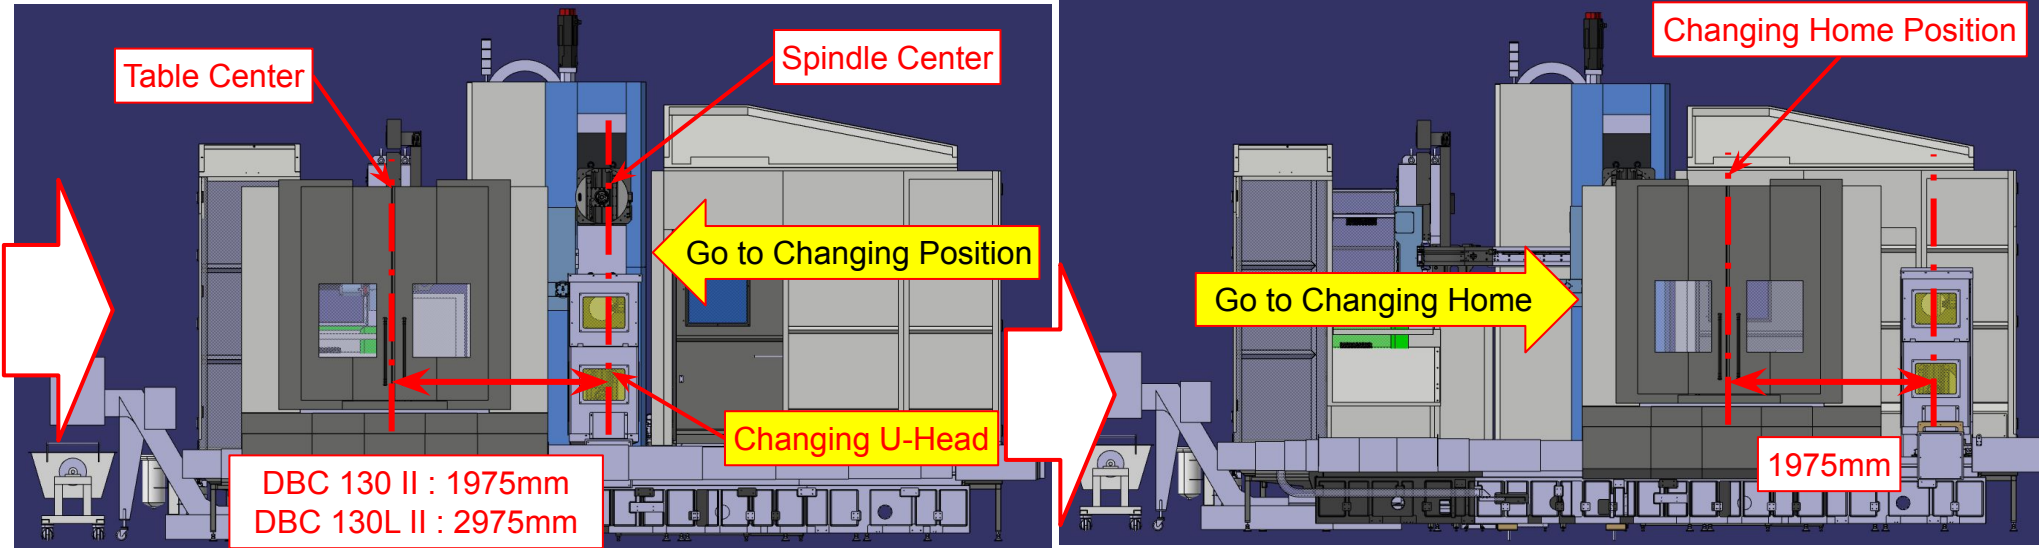 Table Center
Spindle Center
Go to Changing Position
Changing U-Head
DBC 130 II : 1975mm
DBC 130L II : 2975mm
Changing Home Position
Go to Changing Home
1975mm